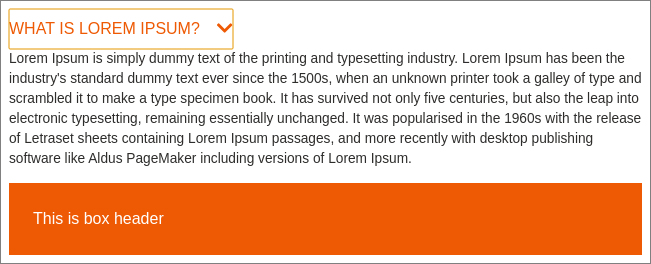 WHAT IS LOREM IPSUM?
Lorem Ipsum is simply dummy text of the printing and typesetting industry. Lorem Ipsum has been the
industry's standard dummy text ever since the 1500s, when an unknown printer took a galley of type and
scrambled it to make a type specimen book. It has survived not only five centuries, but also the leap into
electronic typesetting, remaining essentially unchanged. It was popularised in the 1960s with the release
of Letraset sheets containing Lorem Ipsum passages, and more recently with desktop publishing
software like Aldus PageMaker including versions of Lorem Ipsum.
This is box header